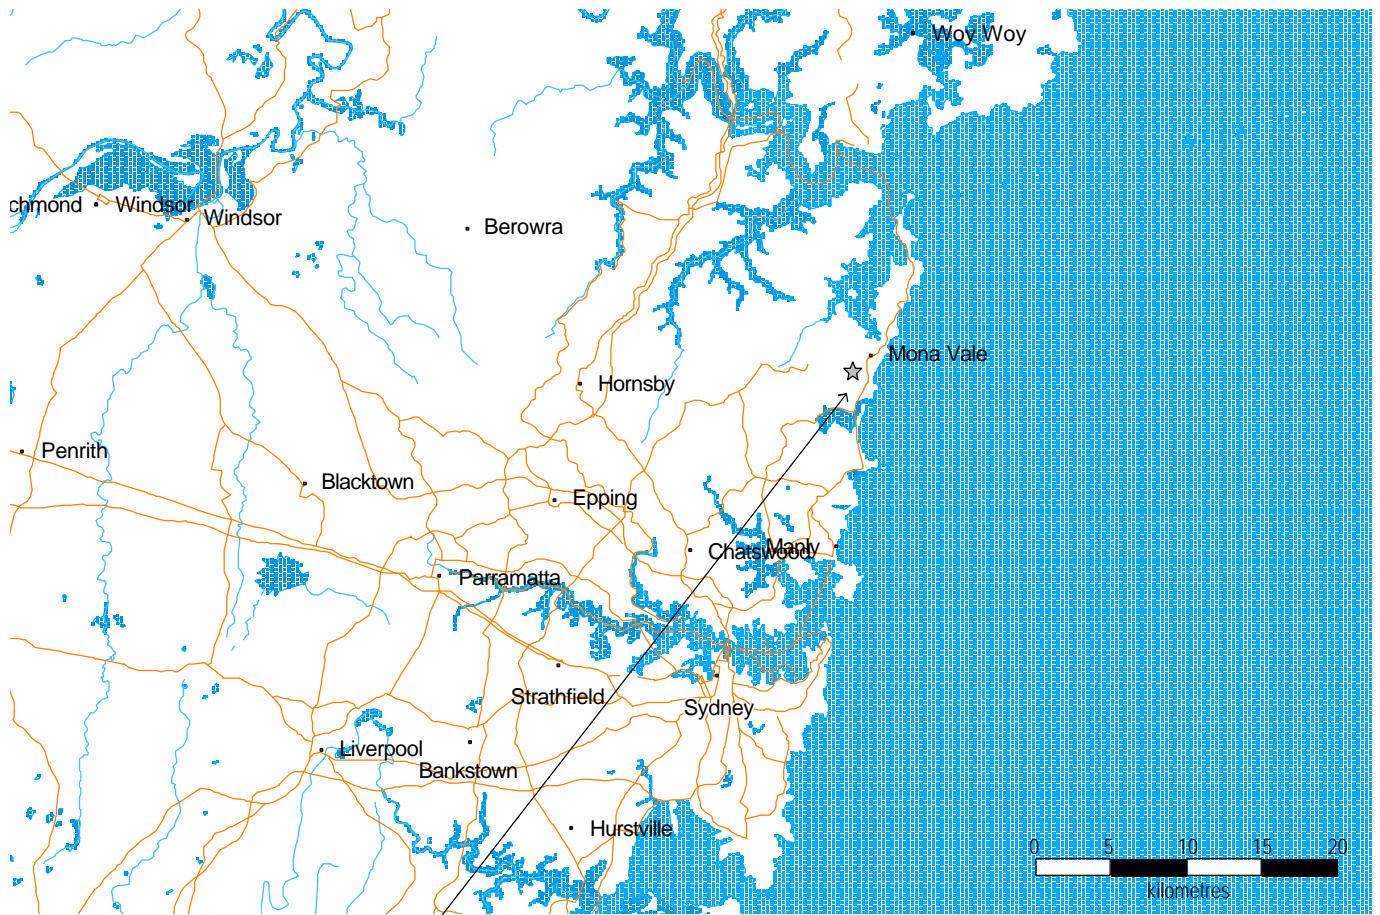 Woy Woy
chmond
Windsor
Windsor
Berowra
Mona Vale
Hornsby
Penrith
Blacktown
Epping
Chatswood
Manly
Parramatta
Strathfield
Sydney
Liverpool
Bankstown
Hurstville
0 5 10 15 20
kilometres